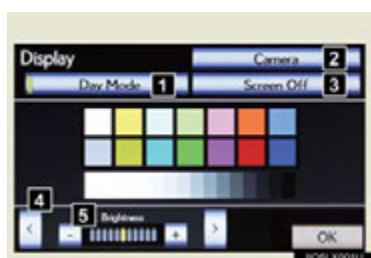 Display
Camera 2
Day Mode 1
Screen Off 3
4
5 Brightness
< - + >
OK